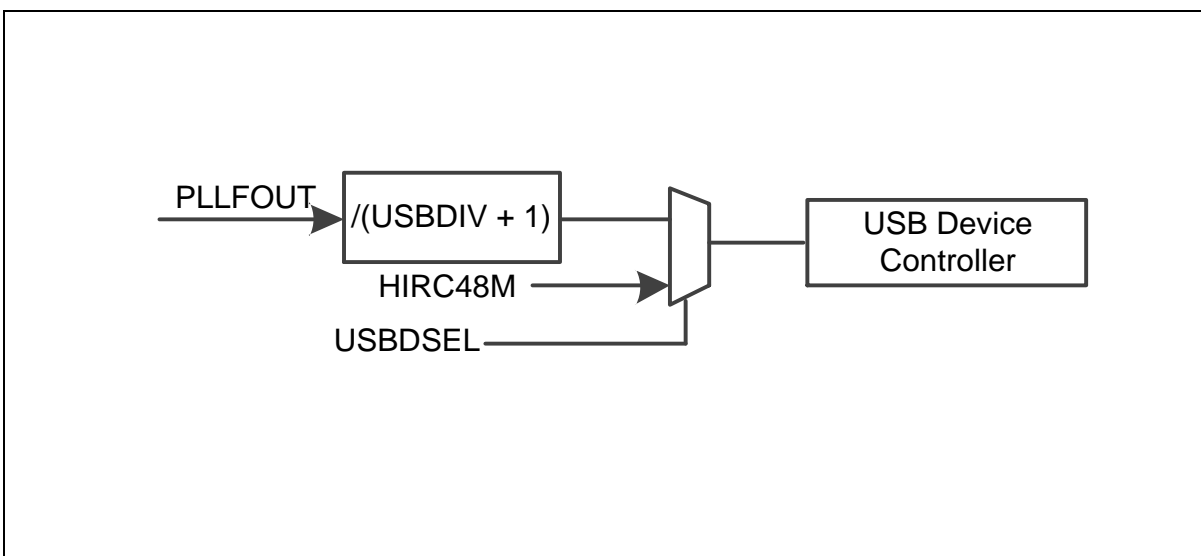 PLLFOUT
/(USBDIV + 1)
USB Device
Controller
HIRC48M
USBDSEL